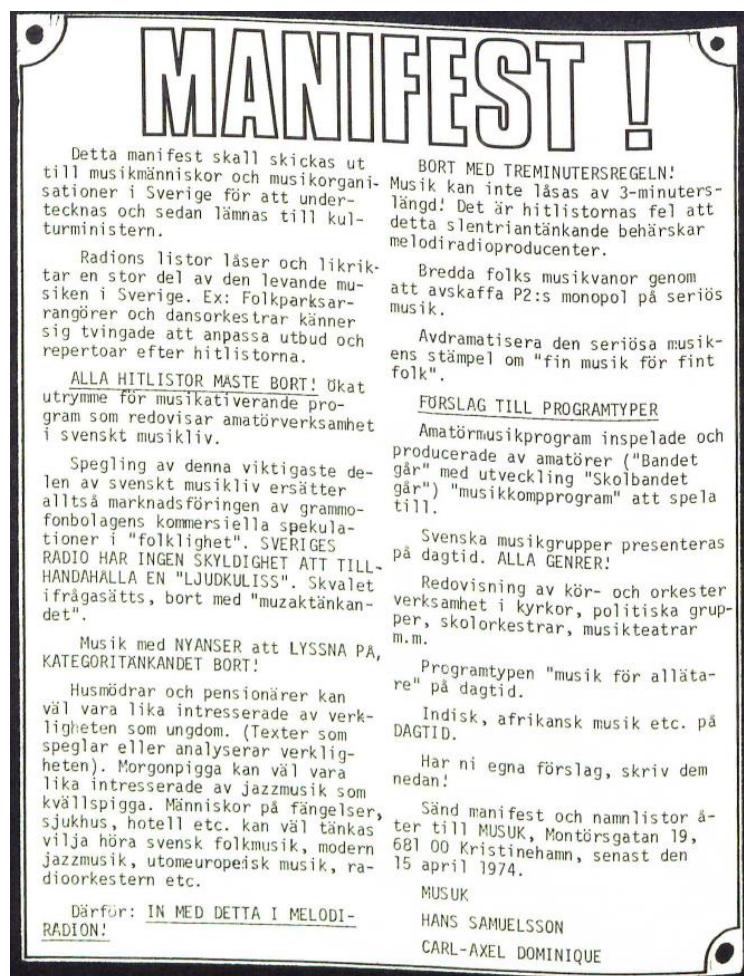 MANIFEST !
Detta manifest skall skickas ut
till musikmänniskor och musikorgani-
sationer i Sverige för att under-
tecknas och sedan lämnas till kul-
turministern.
Radions listor låser och likrik-
tar en stor del av den levande mu-
siken i Sverige. Ex: Folkparksar-
rangörer och dansorkestrar känner
sig tvingade att anpassa utbud och
repertoar efter hitlistorna.
ALLA HITLISTOR MÅSTE BORT! Ökat
utrymme för musikativerande pro-
gram som redovisar amatörverksamhet
i svenskt musikliv.
Spegling av denna viktigaste de-
len av svenskt musikliv ersätter
alltså marknadsföringen av grammo-
fonbolagens kommersiella spekula-
tioner i "folklighet". SVERIGES
RADIO HAR INGEN SKYLDIGHET ATT TILL-
HANDAHÅLLA EN "LJUDKULISS". Skvalet
ifrågasätts, bort med "muzaktänkan-
det".
Musik med NYANSER att LYSSNA PÅ,
KATEGORITÄNKANDET BORT!
Husmödrar och pensionärer kan
väl vara lika intresserade av verk-
ligheten som ungdom. (Texter som
speglar eller analyserar verklig-
heten). Morgonpigga kan väl vara
lika intresserade av jazzmusik som
kvällspigga. Människor på fängelser,
sjukhus, hotell etc. kan väl tänkas
vilja höra svensk folkmusik, modern
jazzmusik, utomeuropeisk musik, ra-
dioorkestern etc.
Därför: IN MED DETTA I MELODI-
RADION!
BORT MED TREMINUTERSREGELN!
Musik kan inte låsas av 3-minuters-
längd! Det är hitlistornas fel att
detta slentriantänkande behärskar
melodiradioproducenter.
Bredda folks musikvanor genom
att avskaffa P2:s monopol på seriös
musik.
Avdramatisera den seriösa musik-
ens stämpel om "fin musik för fint
folk".
FÖRSLAG TILL PROGRAMTYPER
Amatörmusikprogram inspelade och
producerade av amatörer ("Bandet
går" med utveckling "Skolbandet
går") "musikkompprogram" att spela
till.
Svenska musikgrupper presenteras
på dagtid. ALLA GENRER!
Redovisning av kör- och orkester
verksamhet i kyrkor, politiska grup-
per, skolorkestrar, musikteatrar
m.m.
Programtypen "musik för alläta-
re" på dagtid.
Indisk, afrikansk musik etc. på
DAGTID.
Har ni egna förslag, skriv dem
nedan!
Sänd manifest och namnlistor å-
ter till MUSUK, Montörsgatan 19,
681 00 Kristinehamn, senast den
15 april 1974.
MUSUK
HANS SAMUELSSON
CARL-AXEL DOMINIQUE